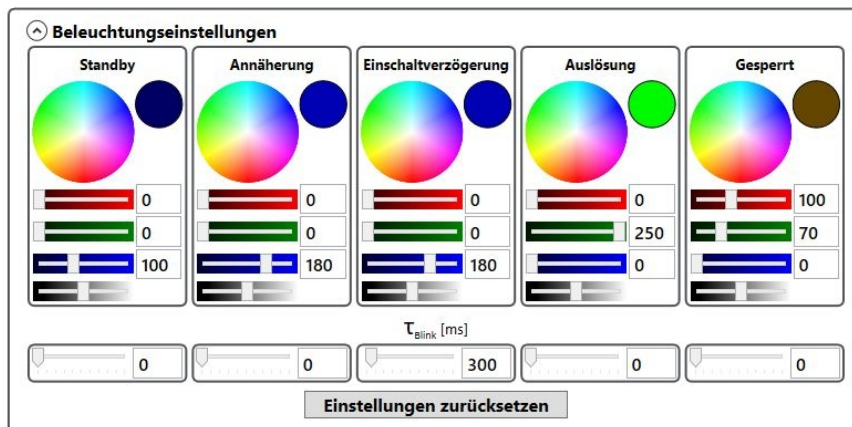 Beleuchtungseinstellungen
Standby Annäherung Einschaltverzögerung Auslösung Gesperrt
0 0 0 0 100
0 0 0 250 70
100 180 180 0 0
τBlink [ms]
0 0 300 0 0
Einstellungen zurücksetzen